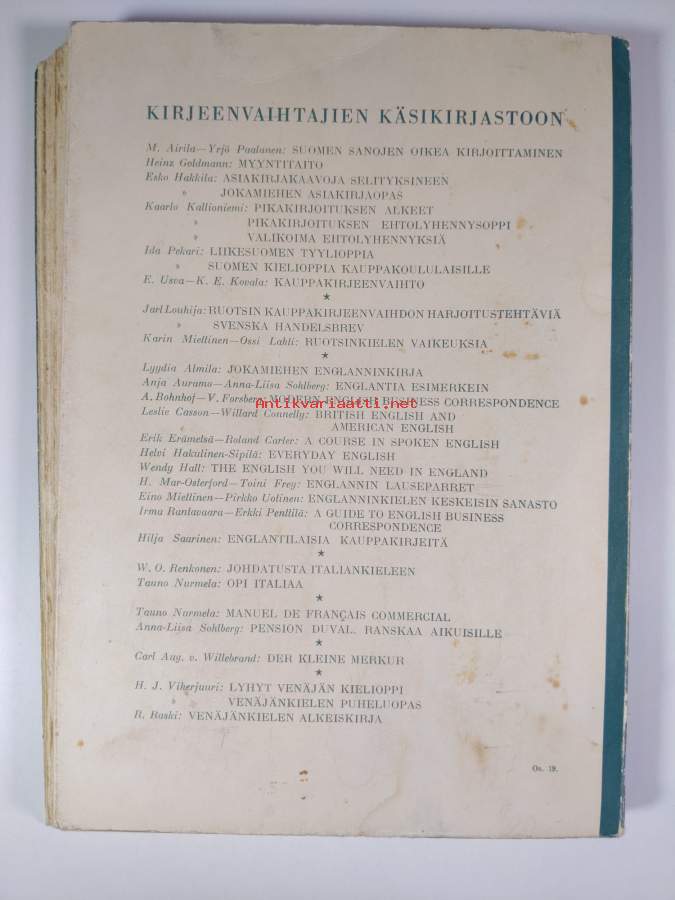 KIRJEENVAIHTAJIEN KÄSIKIRJASTOON
M. Airila—Yrjö Paalanen: SUOMEN SANOJEN OIKEA KIRJOITTAMINEN
Heinz Goldmann: MYYNTITAITO
Esko Hakkila: ASIAKIRJAKAAVOJA SELITYKSINEEN
» JOKAMIEHEN ASIAKIRJAOPAS
Kaarlo Kallioniemi: PIKAKIRJOITUKSEN ALKEET
» PIKAKIRJOITUKSEN EHTOLYHENNYSOPPI
» VALIKOIMA EHTOLYHENNYKSIÄ
Ida Pekari: LIIKESUOMEN TYYLIOPPIA
» SUOMEN KIELIOPPIA KAUPPAKOULULAISILLE
E. Usva—K. E. Kovala: KAUPPAKIRJEENVAIHTO
★
Jarl Louhija: RUOTSIN KAUPPAKIRJEENVAIHDON HARJOITUSTEHTÄVIÄ
» SVENSKA HANDELSBREV
Karin Miettinen—Ossi Lahti: RUOTSINKIELEN VAIKEUKSIA
★
Lyydia Almila: JOKAMIEHEN ENGLANNINKIRJA
Anja Auramo—Anna-Liisa Sohlberg: ENGLANTIA ESIMERKEIN
A. Bohnhof—V. Forsberg: MODERN ENGLISH BUSINESS CORRESPONDENCE
Antikvariaatti.net
Leslie Casson—Willard Connelly: BRITISH ENGLISH AND
AMERICAN ENGLISH
Erik Erämetsä—Roland Carter: A COURSE IN SPOKEN ENGLISH
Helvi Hakulinen-Sipilä: EVERYDAY ENGLISH
Wendy Hall: THE ENGLISH YOU WILL NEED IN ENGLAND
H. Mar-Osterford—Toini Frey: ENGLANNIN LAUSEPARRET
Eino Miettinen—Pirkko Uotinen: ENGLANNINKIELEN KESKEISIN SANASTO
Irma Rantavaara—Erkki Penttilä: A GUIDE TO ENGLISH BUSINESS
CORRESPONDENCE
Hilja Saarinen: ENGLANTILAISIA KAUPPAKIRJEITÄ
★
W. O. Renkonen: JOHDATUSTA ITALIANKIELEEN
Tauno Nurmela: OPI ITALIAA
★
Tauno Nurmela: MANUEL DE FRANÇAIS COMMERCIAL
Anna-Liisa Sohlberg: PENSION DUVAL. RANSKAA AIKUISILLE
★
Carl Aug. v. Willebrand: DER KLEINE MERKUR
★
H. J. Viherjuuri: LYHYT VENÄJÄN KIELIOPPI
» VENÄJÄNKIELEN PUHELUOPAS
R. Raski: VENÄJÄNKIELEN ALKEISKIRJA
Os. 19.